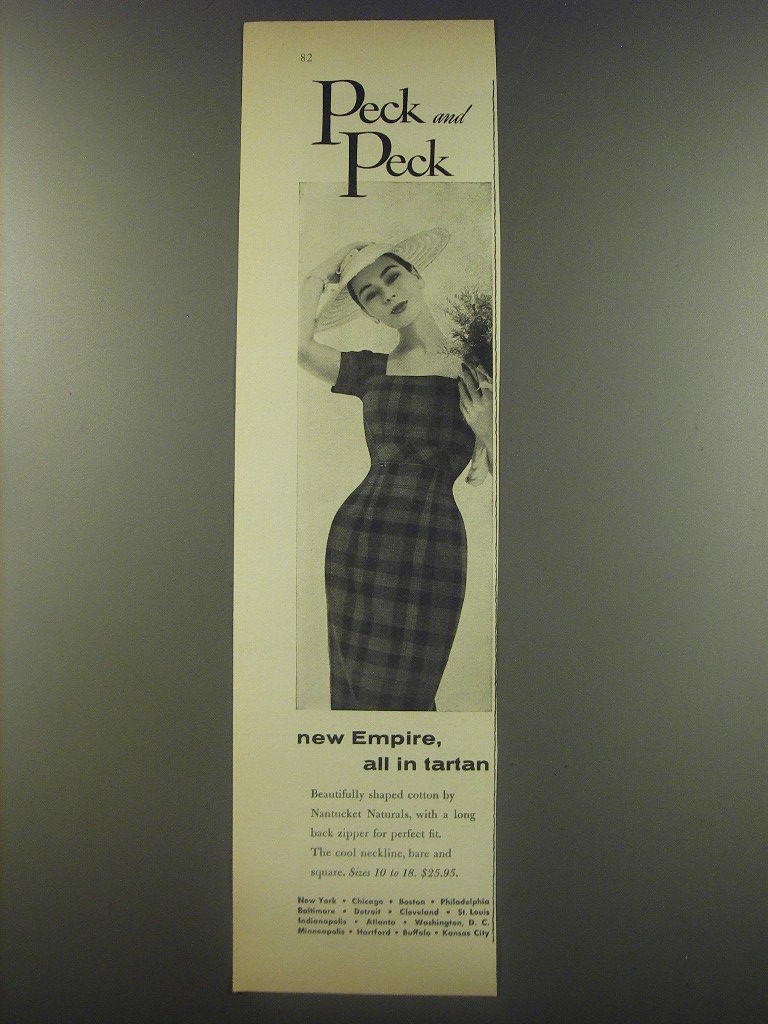 82
Peck and
Peck
new Empire,
all in tartan
Beautifully shaped cotton by
Nantucket Naturals, with a long
back zipper for perfect fit.
The cool neckline, bare and
square. Sizes 10 to 18. $25.95.
New York • Chicago • Boston • Philadelphia
Baltimore • Detroit • Cleveland • St. Louis
Indianapolis • Atlanta • Washington, D. C.
Minneapolis • Hartford • Buffalo • Kansas City